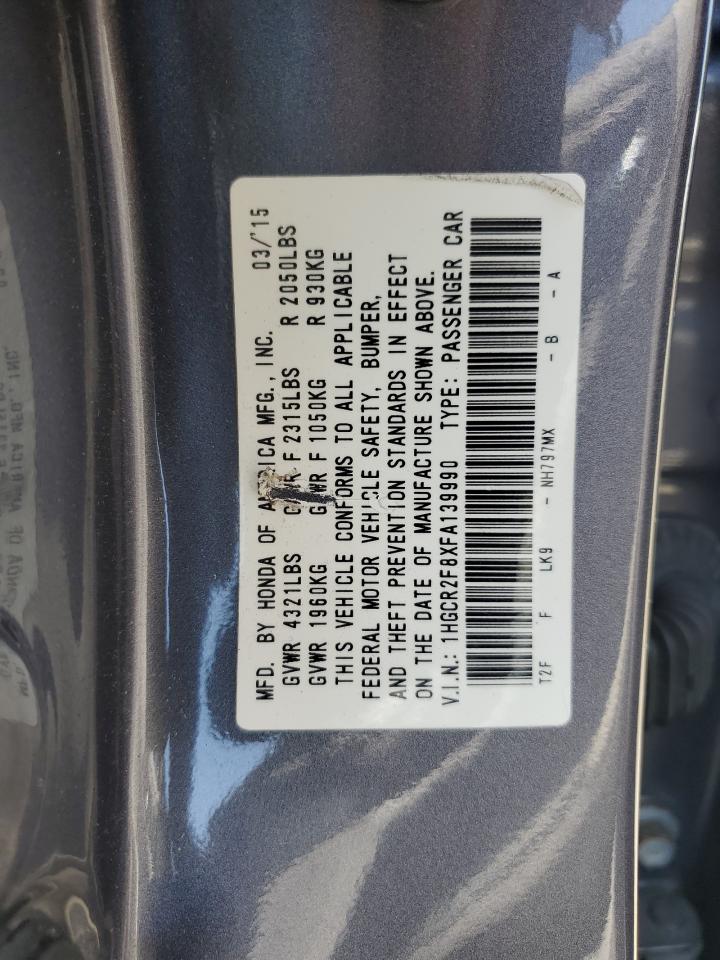 MFD. BY HONDA OF AMERICA MFG., INC. 03/'15
GVWR 4321LBS GAWR F 2315LBS R 2050LBS
GVWR 1960KG GAWR F 1050KG R 930KG
THIS VEHICLE CONFORMS TO ALL APPLICABLE
FEDERAL MOTOR VEHICLE SAFETY, BUMPER,
AND THEFT PREVENTION STANDARDS IN EFFECT
ON THE DATE OF MANUFACTURE SHOWN ABOVE.
V.I.N.: 1HGCR2F8XFA139990 TYPE: PASSENGER CAR
T2F F LK9 - NH797MX - B - A